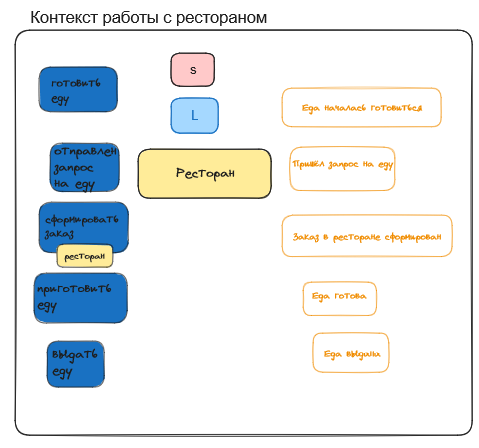 Контекст работы с рестораном
готовить
еду
s
L
Еда началась готовиться
отправлен
запрос
на еду
Ресторан
Пришёл запрос на еду
сформировать
заказ
ресторан
Заказ в ресторане сформирован
приготовить
еду
Еда готова
выдать
еду
Еда выдана